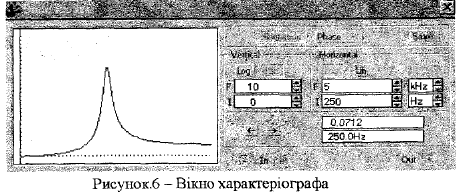 Phase
Save
Vertical
Horizontal
Log
Lin
F 10
F 5
F kHz
I 0
I 250
Hz
0.0712
250.0Hz
In
Out
Рисунок.6 – Вікно характеріографа